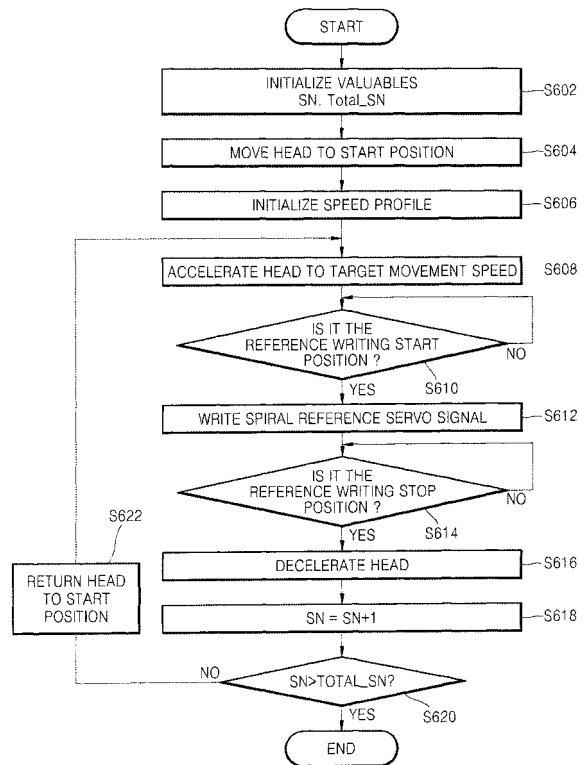 START
INITIALIZE VALUABLES
SN. Total_SN
S602
MOVE HEAD TO START POSITION
S604
INITIALIZE SPEED PROFILE
S606
ACCELERATE HEAD TO TARGET MOVEMENT SPEED
S608
IS IT THE
REFERENCE WRITING START
POSITION ?
NO
S610
YES
WRITE SPIRAL REFERENCE SERVO SIGNAL
S612
IS IT THE
REFERENCE WRITING STOP
POSITION ?
NO
S614
YES
S622
RETURN HEAD
TO START
POSITION
DECELERATE HEAD
S616
SN = SN+1
S618
NO
SN>TOTAL_SN?
S620
YES
END